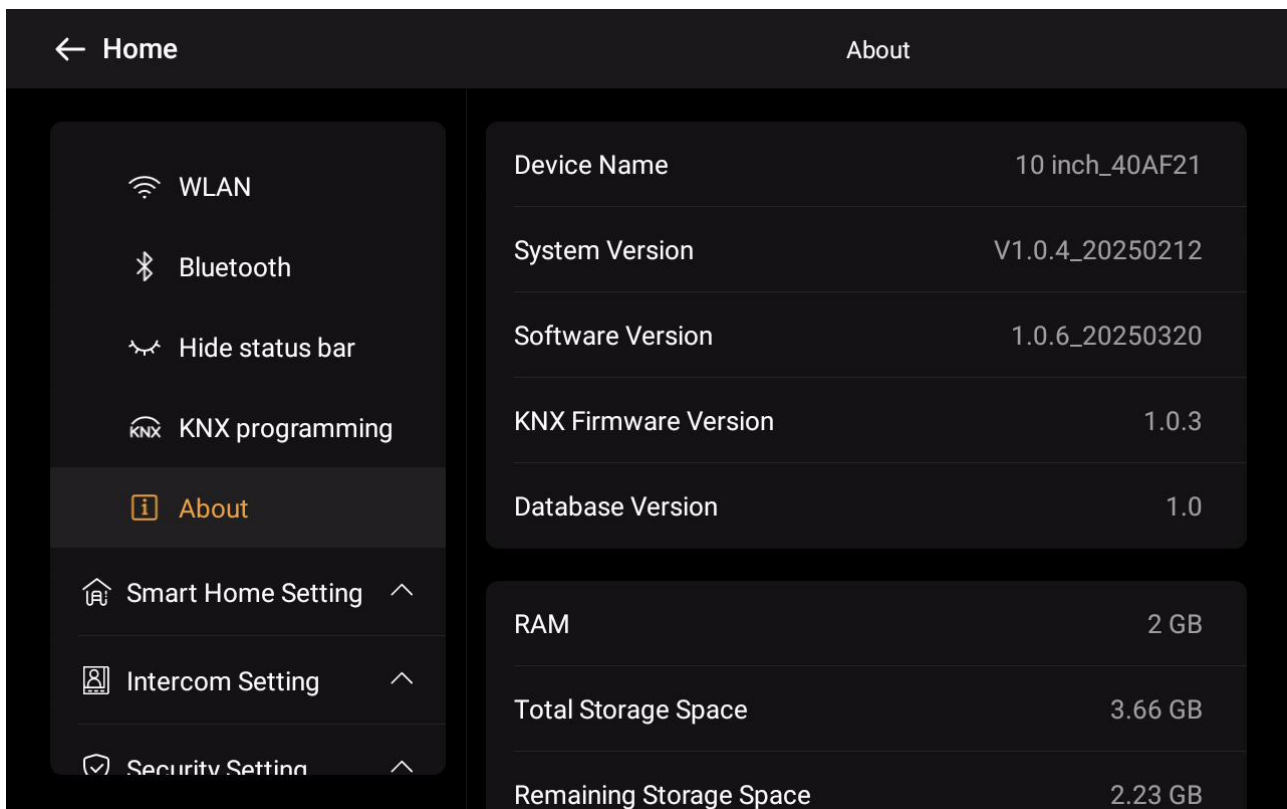 Home
About
WLAN
Bluetooth
Hide status bar
KNX KNX programming
About
Smart Home Setting
Intercom Setting
Security Setting
Device Name 10 inch_40AF21
System Version V1.0.4_20250212
Software Version 1.0.6_20250320
KNX Firmware Version 1.0.3
Database Version 1.0
RAM 2 GB
Total Storage Space 3.66 GB
Remaining Storage Space 2.23 GB